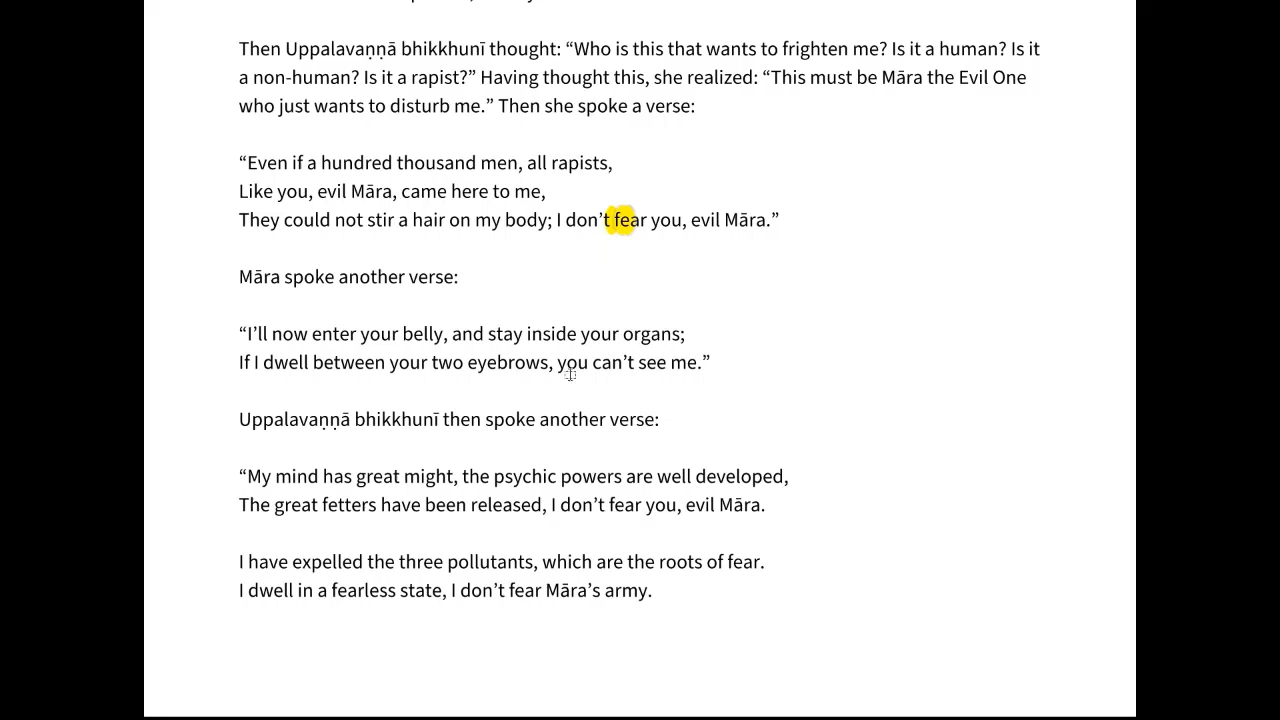 Then Uppalavaṇṇā bhikkhunī thought: “Who is this that wants to frighten me? Is it a human? Is it
a non-human? Is it a rapist?” Having thought this, she realized: “This must be Māra the Evil One
who just wants to disturb me.” Then she spoke a verse:
“Even if a hundred thousand men, all rapists,
Like you, evil Māra, came here to me,
They could not stir a hair on my body; I don’t fear you, evil Māra.”
Māra spoke another verse:
“I’ll now enter your belly, and stay inside your organs;
If I dwell between your two eyebrows, you can’t see me.”
Uppalavaṇṇā bhikkhunī then spoke another verse:
“My mind has great might, the psychic powers are well developed,
The great fetters have been released, I don’t fear you, evil Māra.
I have expelled the three pollutants, which are the roots of fear.
I dwell in a fearless state, I don’t fear Māra’s army.